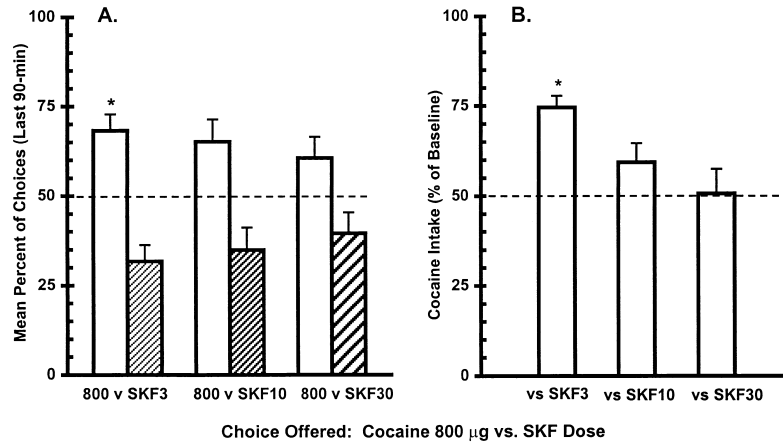 A.
Mean Percent of Choices (Last 90-min)
100
75
50
25
0
*
800 v SKF3
800 v SKF10
800 v SKF30
B.
Cocaine Intake (% of Baseline)
100
75
50
25
0
*
vs SKF3
vs SKF10
vs SKF30
Choice Offered: Cocaine 800 µg vs. SKF Dose